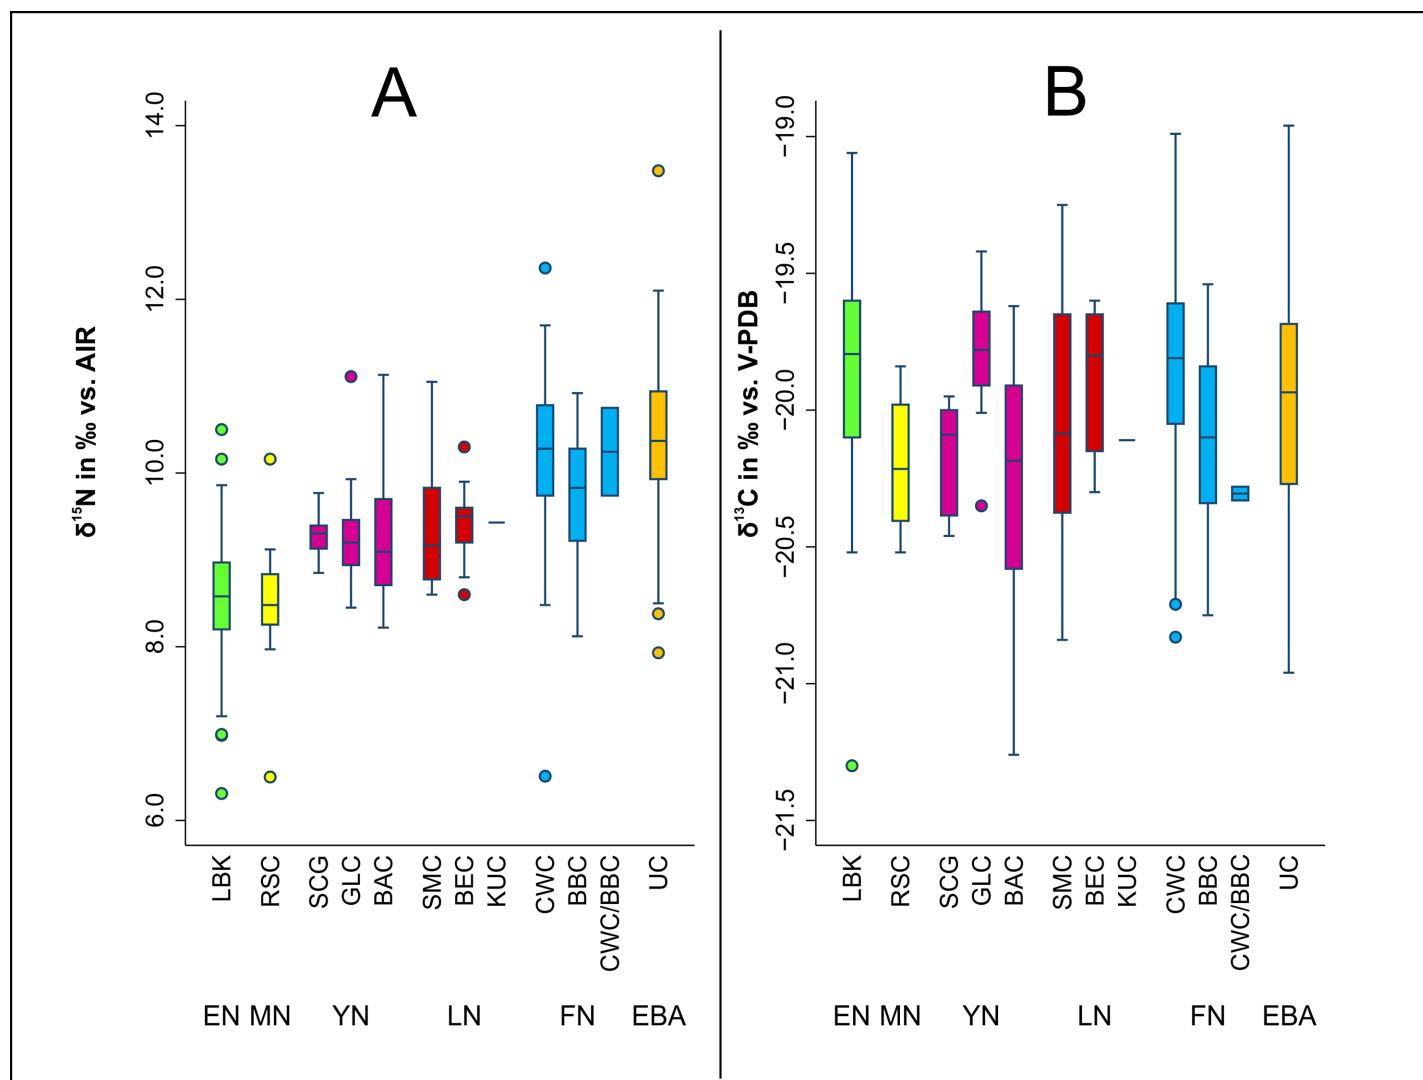 A
14.0
12.0
10.0
8.0
6.0
δ¹⁵N in ‰ vs. AIR
LBK
RSC
SCG
GLC
BAC
SMC
BEC
KUC
CWC
BBC
CWC/BBC
UC
EN MN YN LN FN EBA
B
−19.0
−19.5
−20.0
−20.5
−21.0
−21.5
δ¹³C in ‰ vs. V-PDB
LBK
RSC
SCG
GLC
BAC
SMC
BEC
KUC
CWC
BBC
CWC/BBC
UC
EN MN YN LN FN EBA